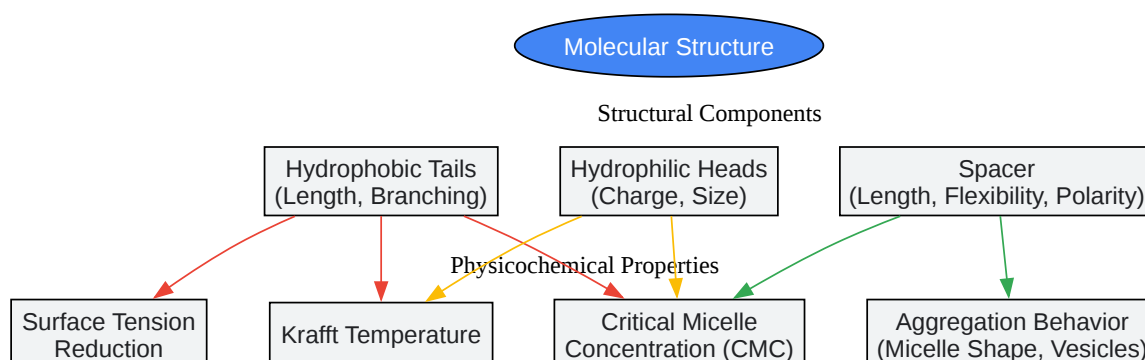 Molecular Structure
Structural Components
Hydrophobic Tails
(Length, Branching)
Hydrophilic Heads
(Charge, Size)
Spacer
(Length, Flexibility, Polarity)
Physicochemical Properties
Surface Tension
Reduction
Krafft Temperature
Critical Micelle
Concentration (CMC)
Aggregation Behavior
(Micelle Shape, Vesicles)